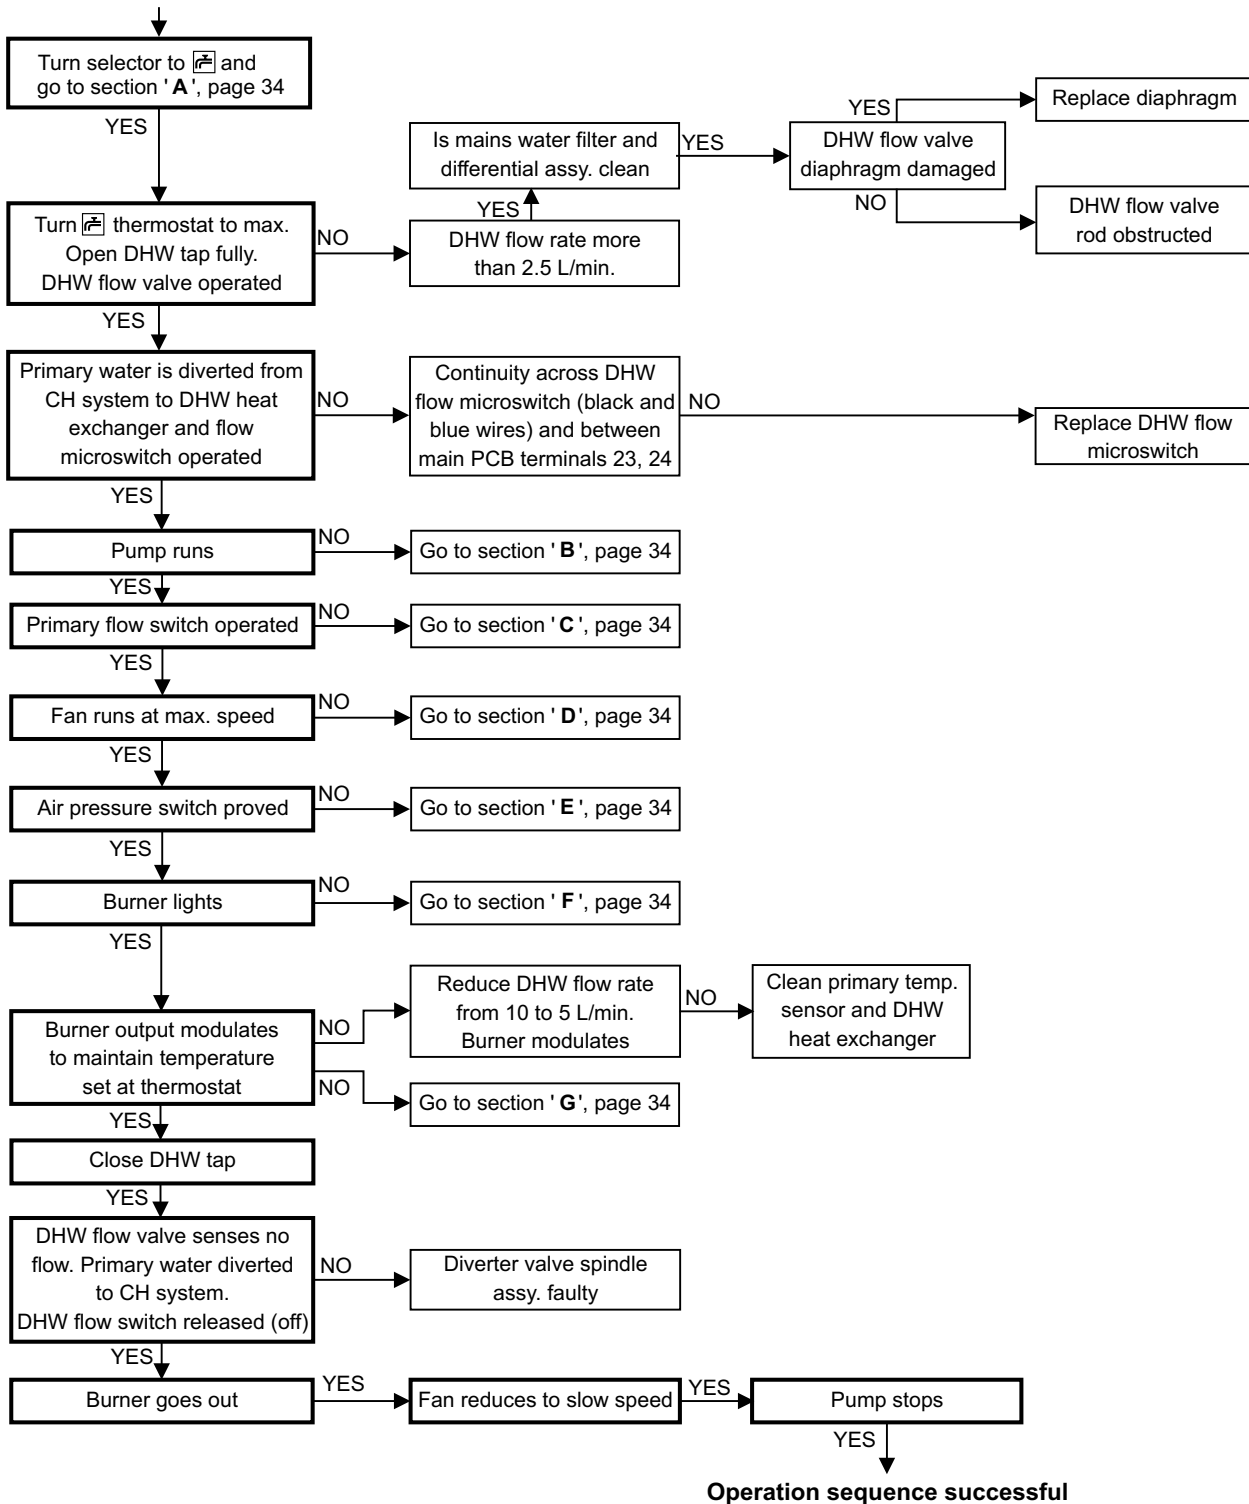 Turn selector to and
go to section 'A', page 34
YES
Turn thermostat to max.
Open DHW tap fully.
DHW flow valve operated
NO
DHW flow rate more
than 2.5 L/min.
YES
Is mains water filter and
differential assy. clean
YES
DHW flow valve
diaphragm damaged
YES
Replace diaphragm
NO
DHW flow valve
rod obstructed
YES
Primary water is diverted from
CH system to DHW heat
exchanger and flow
microswitch operated
NO
Continuity across DHW
flow microswitch (black and
blue wires) and between
main PCB terminals 23, 24
NO
Replace DHW flow
microswitch
YES
Pump runs
NO
Go to section 'B', page 34
YES
Primary flow switch operated
NO
Go to section 'C', page 34
YES
Fan runs at max. speed
NO
Go to section 'D', page 34
YES
Air pressure switch proved
NO
Go to section 'E', page 34
YES
Burner lights
NO
Go to section 'F', page 34
YES
Burner output modulates
to maintain temperature
set at thermostat
NO
Reduce DHW flow rate
from 10 to 5 L/min.
Burner modulates
NO
Clean primary temp.
sensor and DHW
heat exchanger
NO
Go to section 'G', page 34
YES
Close DHW tap
YES
DHW flow valve senses no
flow. Primary water diverted
to CH system.
DHW flow switch released (off)
NO
Diverter valve spindle
assy. faulty
YES
Burner goes out
YES
Fan reduces to slow speed
YES
Pump stops
YES
Operation sequence successful